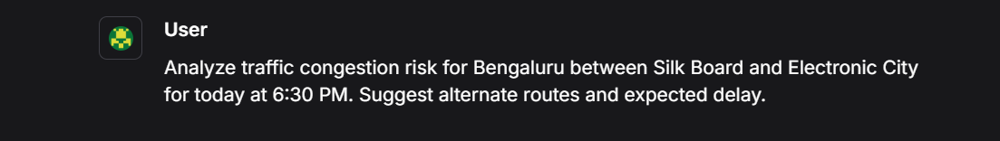 User
Analyze traffic congestion risk for Bengaluru between Silk Board and Electronic City
for today at 6:30 PM. Suggest alternate routes and expected delay.